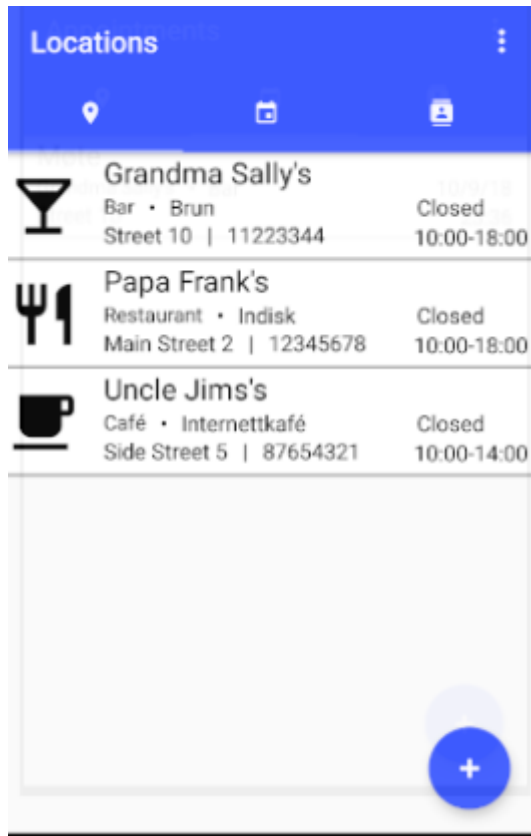 Appointments
Locations
Møte
Grandma Sally's
Bar • Brun
Closed
Street 10 | 11223344
10:00-18:00
Papa Frank's
Restaurant • Indisk
Closed
Main Street 2 | 12345678
10:00-18:00
Uncle Jims's
Café • Internettkafé
Closed
Side Street 5 | 87654321
10:00-14:00
+